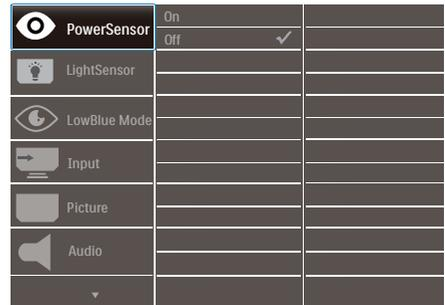 PowerSensor
On
Off
LightSensor
LowBlue Mode
Input
Picture
Audio